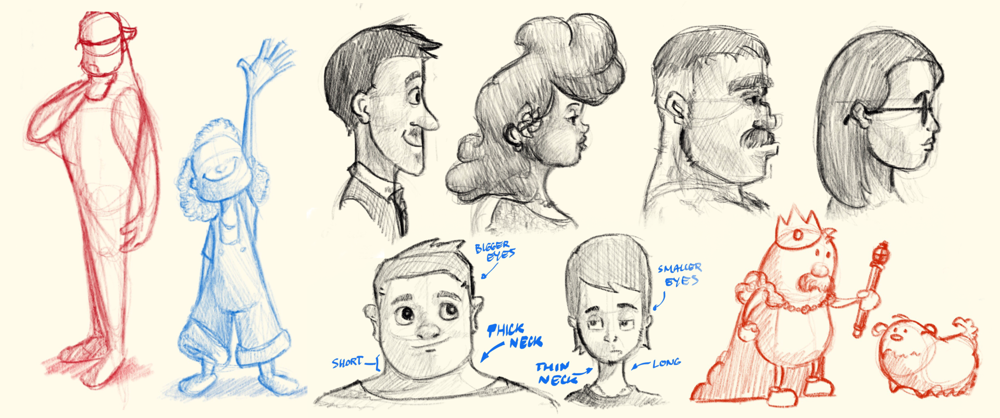 BIGGER
EYES
SMALLER
EYES
THICK
NECK
SHORT
THIN
NECK
LONG